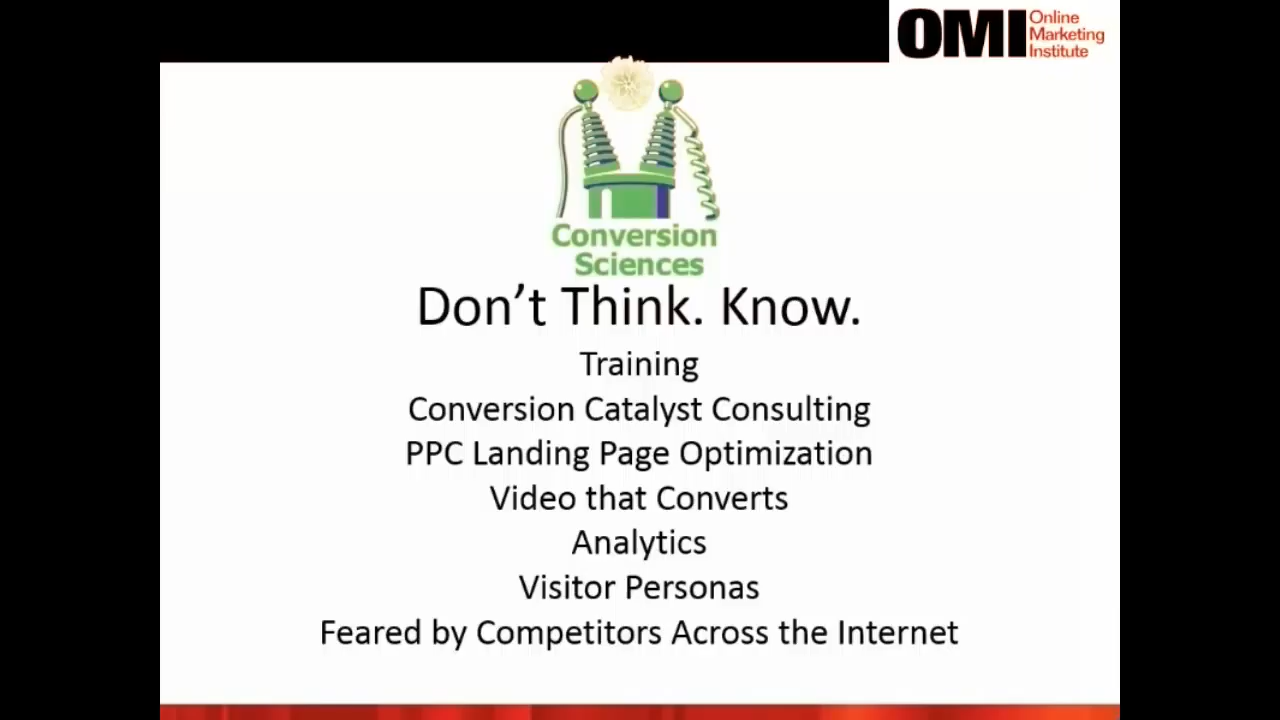 OMI
Online
Marketing
Institute
Conversion
Sciences
Don't Think. Know.
Training
Conversion Catalyst Consulting
PPC Landing Page Optimization
Video that Converts
Analytics
Visitor Personas
Feared by Competitors Across the Internet